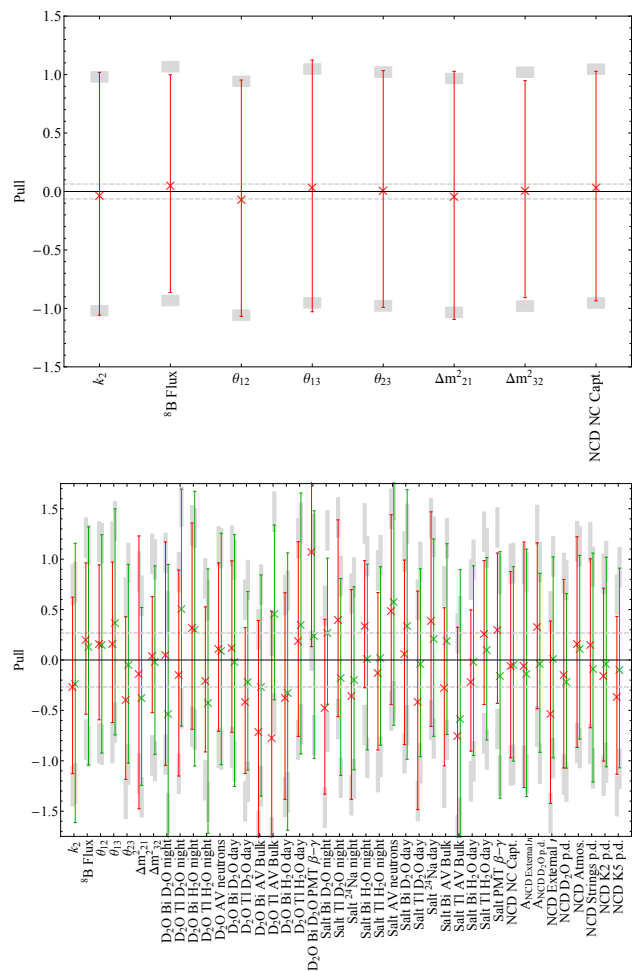 1.5
1.0
0.5
0.0
−0.5
−1.0
−1.5
Pull
k₂
⁸B Flux
θ₁₂
θ₁₃
θ₂₃
Δm²₂₁
Δm²₃₂
NCD NC Capt.
1.5
1.0
0.5
0.0
−0.5
−1.0
−1.5
Pull
k₂
⁸B Flux
θ₁₂
θ₁₃
θ₂₃
Δm²₂₁
Δm²₃₂
D₂O Bi D₂O night
D₂O Tl D₂O night
D₂O Bi H₂O night
D₂O Tl H₂O night
D₂O AV neutrons
D₂O Bi D₂O day
D₂O Tl D₂O day
D₂O Bi AV Bulk
D₂O Tl AV Bulk
D₂O Bi H₂O day
D₂O Tl H₂O day
D₂O Bi D₂O PMT β−γ
Salt Bi D₂O night
Salt Tl D₂O night
Salt ²⁴Na night
Salt Bi H₂O night
Salt Tl H₂O night
Salt AV neutrons
Salt Bi D₂O day
Salt Tl D₂O day
Salt ²⁴Na day
Salt Bi AV Bulk
Salt Tl AV Bulk
Salt Bi H₂O day
Salt Tl H₂O day
Salt PMT β−γ
NCD NC Capt.
A NCD External n
A NCD D₂O p.d.
NCD External γ
NCD D₂O p.d.
NCD Atmos.
NCD Strings p.d.
NCD K2 p.d.
NCD K5 p.d.